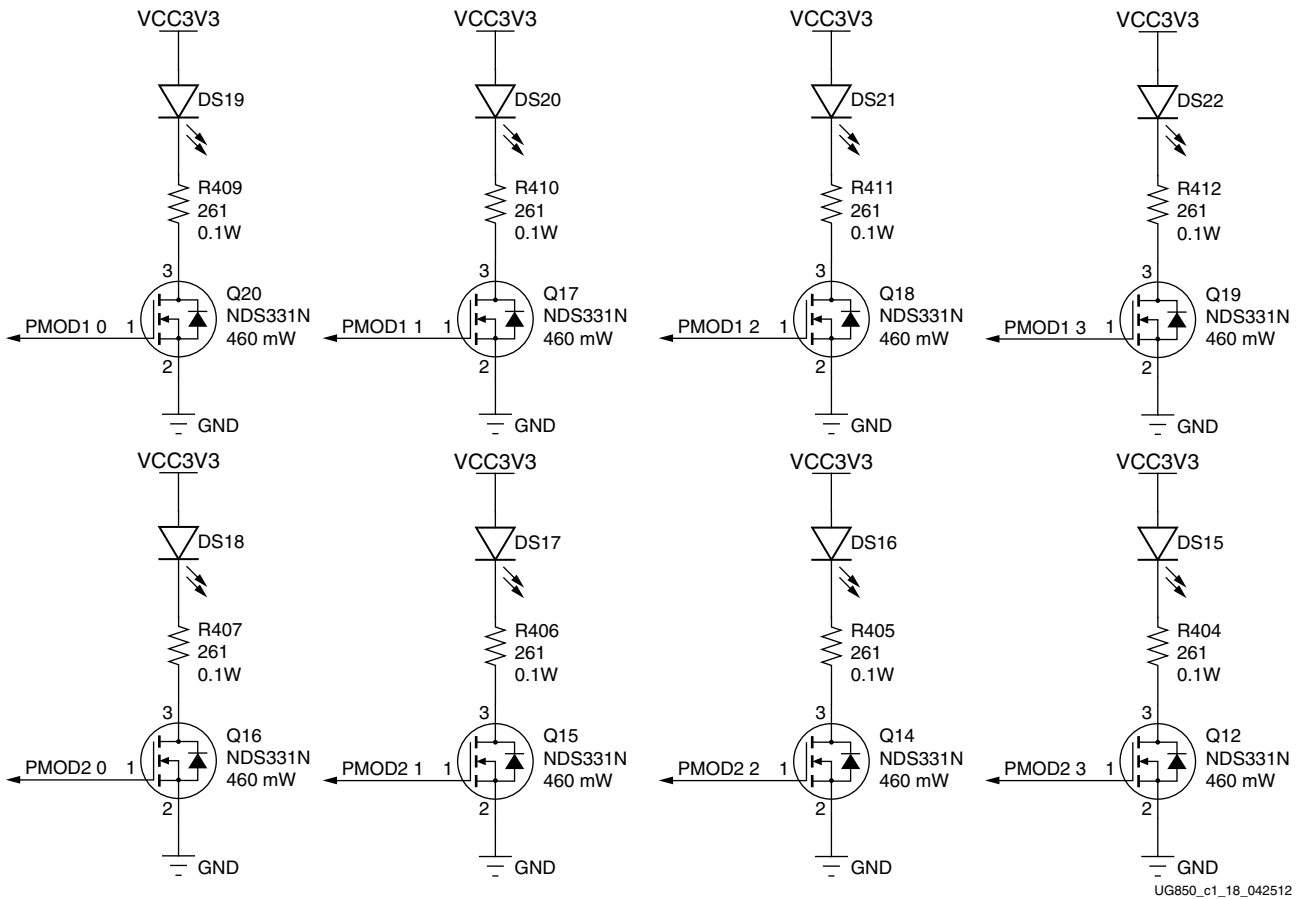 VCC3V3 VCC3V3 VCC3V3 VCC3V3
DS19 DS20 DS21 DS22
R409 R410 R411 R412
261 261 261 261
0.1W 0.1W 0.1W 0.1W
3 3 3 3
Q20 Q17 Q18 Q19
NDS331N NDS331N NDS331N NDS331N
PMOD1 0 1 460 mW PMOD1 1 1 460 mW PMOD1 2 1 460 mW PMOD1 3 1 460 mW
2 2 2 2
GND GND GND GND
VCC3V3 VCC3V3 VCC3V3 VCC3V3
DS18 DS17 DS16 DS15
R407 R406 R405 R404
261 261 261 261
0.1W 0.1W 0.1W 0.1W
3 3 3 3
Q16 Q15 Q14 Q12
NDS331N NDS331N NDS331N NDS331N
PMOD2 0 1 460 mW PMOD2 1 1 460 mW PMOD2 2 1 460 mW PMOD2 3 1 460 mW
2 2 2 2
GND GND GND GND
UG850_c1_18_042512